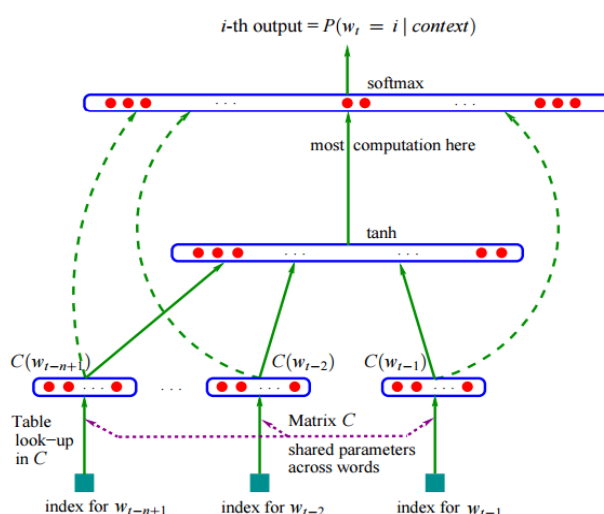 i-th output = P(w_t = i | context)
softmax
. . .
. . .
most computation here
tanh
. . .
. . .
C(w_{t−n+1})
C(w_{t−2})
C(w_{t−1})
. . .
. . .
. . .
. . .
Table
look−up
in C
Matrix C
shared parameters
across words
index for w_{t−n+1}
index for w_{t−2}
index for w_{t−1}